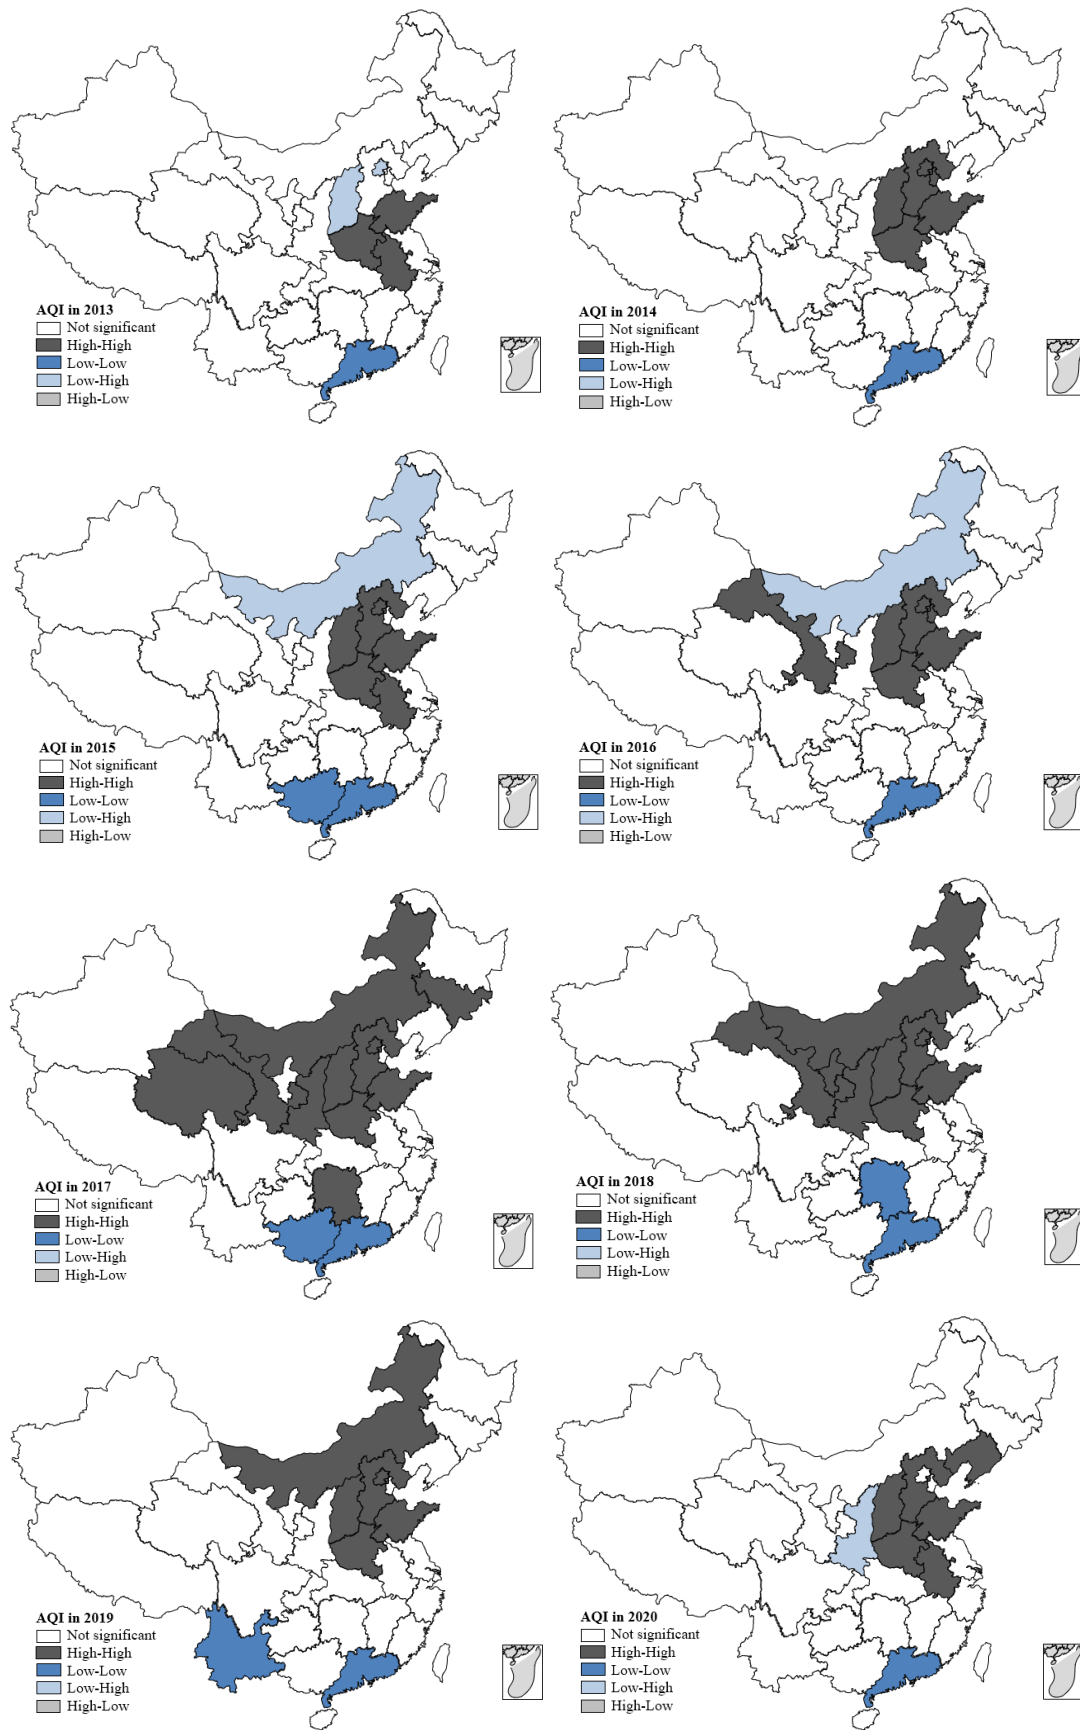 AQI in 2013
Not significant
High-High
Low-Low
Low-High
High-Low
AQI in 2014
Not significant
High-High
Low-Low
Low-High
High-Low
AQI in 2015
Not significant
High-High
Low-Low
Low-High
High-Low
AQI in 2016
Not significant
High-High
Low-Low
Low-High
High-Low
AQI in 2017
Not significant
High-High
Low-Low
Low-High
High-Low
AQI in 2018
Not significant
High-High
Low-Low
Low-High
High-Low
AQI in 2019
Not significant
High-High
Low-Low
Low-High
High-Low
AQI in 2020
Not significant
High-High
Low-Low
Low-High
High-Low